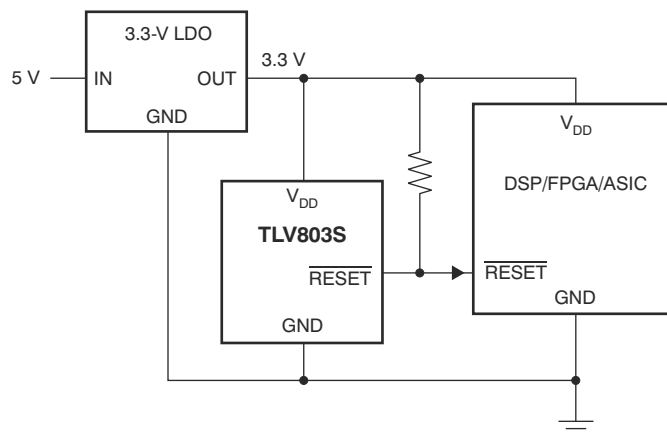 3.3-V LDO
5 V
IN
OUT
3.3 V
GND
V_DD
DSP/FPGA/ASIC
V_DD
TLV803S
RESET
RESET
GND
GND